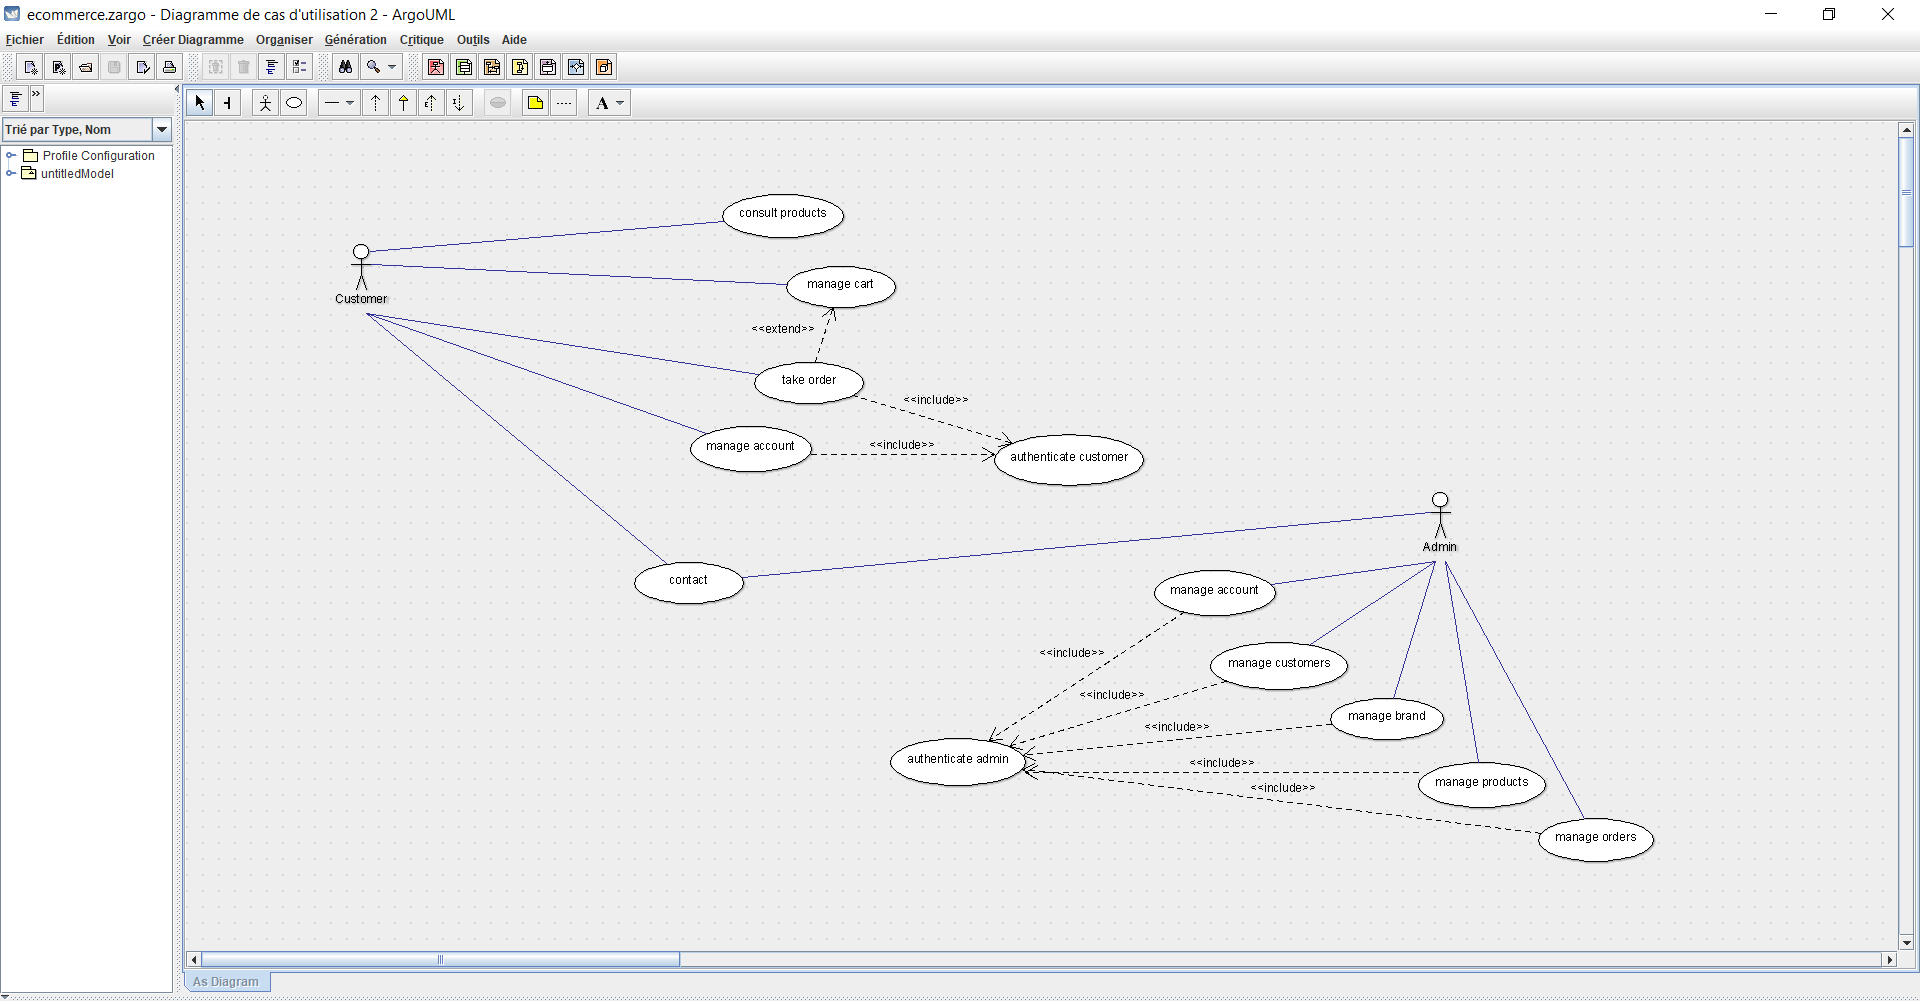 ecommerce.zargo - Diagramme de cas d'utilisation 2 - ArgoUML
Fichier Édition Voir Créer Diagramme Organiser Génération Critique Outils Aide
Trié par Type, Nom
Profile Configuration
untitledModel
A
consult products
manage cart
Customer
<<extend>>
take order
<<include>>
manage account
<<include>>
authenticate customer
Admin
contact
manage account
<<include>>
manage customers
<<include>>
manage brand
<<include>>
authenticate admin
<<include>>
manage products
<<include>>
manage orders
As Diagram